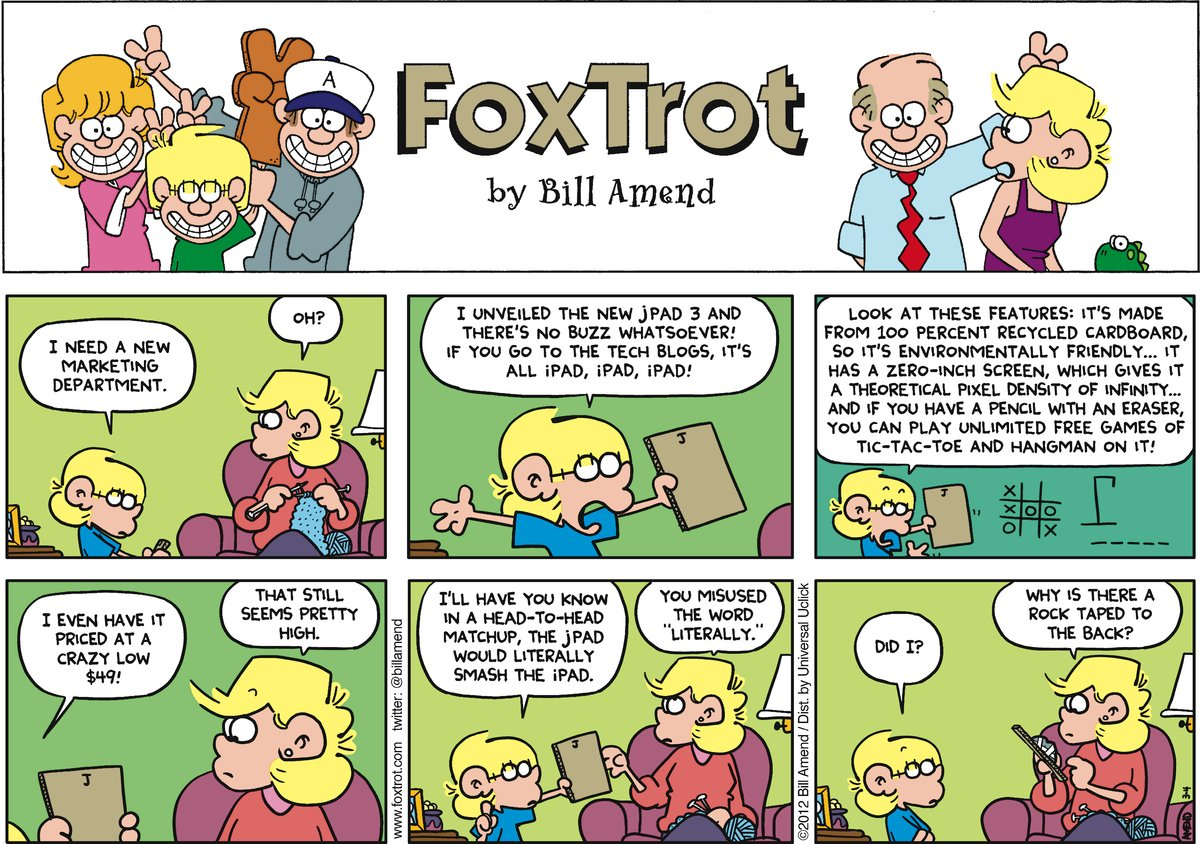 A
FoxTrot
by Bill Amend
I NEED A NEW
MARKETING
DEPARTMENT.
OH?
I UNVEILED THE NEW jPAD 3 AND
THERE'S NO BUZZ WHATSOEVER!
IF YOU GO TO THE TECH BLOGS, IT'S
ALL iPAD, iPAD, iPAD!
J
LOOK AT THESE FEATURES: IT'S MADE
FROM 100 PERCENT RECYCLED CARDBOARD,
SO IT'S ENVIRONMENTALLY FRIENDLY... IT
HAS A ZERO-INCH SCREEN, WHICH GIVES IT
A THEORETICAL PIXEL DENSITY OF INFINITY...
AND IF YOU HAVE A PENCIL WITH AN ERASER,
YOU CAN PLAY UNLIMITED FREE GAMES OF
TIC-TAC-TOE AND HANGMAN ON IT!
J
X
X O O
O X
I EVEN HAVE IT
PRICED AT A
CRAZY LOW
$49!
THAT STILL
SEEMS PRETTY
HIGH.
J
www.foxtrot.com twitter: @billamend
I'LL HAVE YOU KNOW
IN A HEAD-TO-HEAD
MATCHUP, THE jPAD
WOULD LITERALLY
SMASH THE iPAD.
YOU MISUSED
THE WORD
"LITERALLY."
J
©2012 Bill Amend / Dist. by Universal Uclick
DID I?
WHY IS THERE A
ROCK TAPED TO
THE BACK?
AMEND 3-4